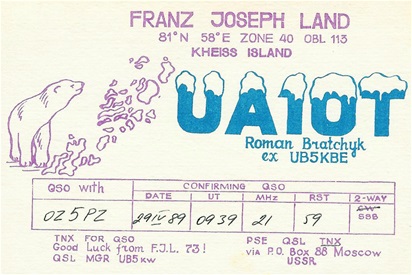 FRANZ JOSEPH LAND
81°N 58°E ZONE 40 OBL 113
KHEISS ISLAND
UA1OT
Roman Bratchyk
ex UB5KBE
QSO with
CONFIRMING QSO
DATE UT MHz RST 2-WAY
OZ5PZ 29 IV 89 0939 21 59 CW
SSB
TNX FOR QSO
Good Luck from F.J.L. 73!
QSL MGR UB5KW
PSE QSL TNX
via P.O. Box 88 Moscow
USSR